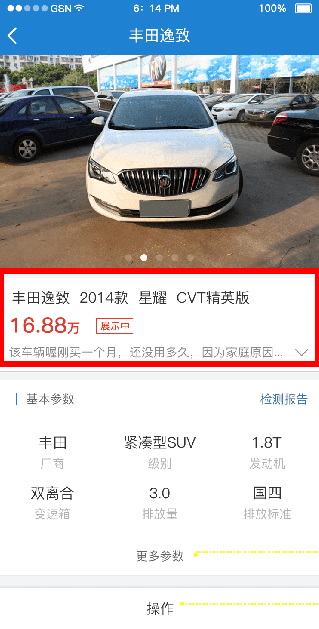 GSN 6：14 PM 100%
丰田逸致
丰田逸致 2014款 星耀 CVT精英版
16.88万 展示中
该车辆喔刚买一个月，还没用多久，因为家庭原因...
基本参数 检测报告
丰田 紧凑型SUV 1.8T
厂商 级别 发动机
双离合 3.0 国四
变速箱 排放量 排放标准
更多参数
操作